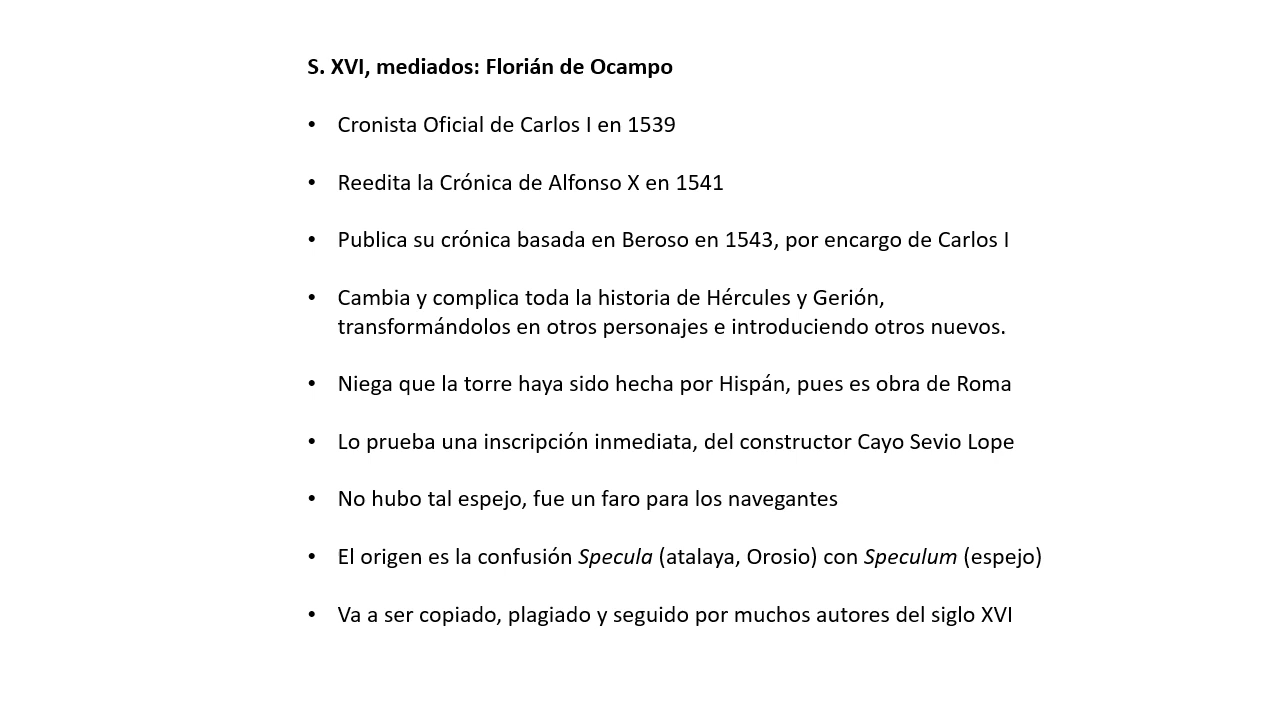 S. XVI, mediados: Florián de Ocampo
• Cronista Oficial de Carlos I en 1539
• Reedita la Crónica de Alfonso X en 1541
• Publica su crónica basada en Beroso en 1543, por encargo de Carlos I
• Cambia y complica toda la historia de Hércules y Gerión,
transformándolos en otros personajes e introduciendo otros nuevos.
• Niega que la torre haya sido hecha por Hispán, pues es obra de Roma
• Lo prueba una inscripción inmediata, del constructor Cayo Sevio Lope
• No hubo tal espejo, fue un faro para los navegantes
• El origen es la confusión Specula (atalaya, Orosio) con Speculum (espejo)
• Va a ser copiado, plagiado y seguido por muchos autores del siglo XVI